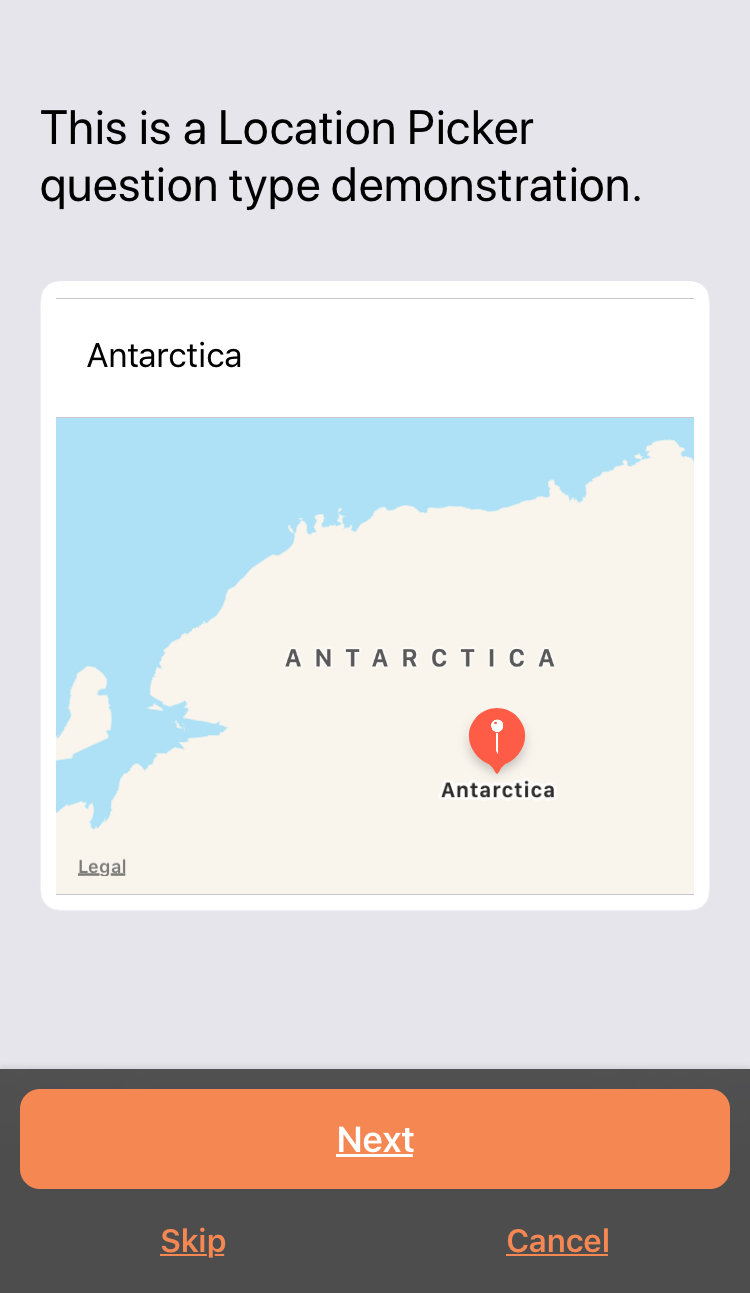 This is a Location Picker
question type demonstration.
Antarctica
ANTARCTICA
Antarctica
Legal
Next
Skip
Cancel